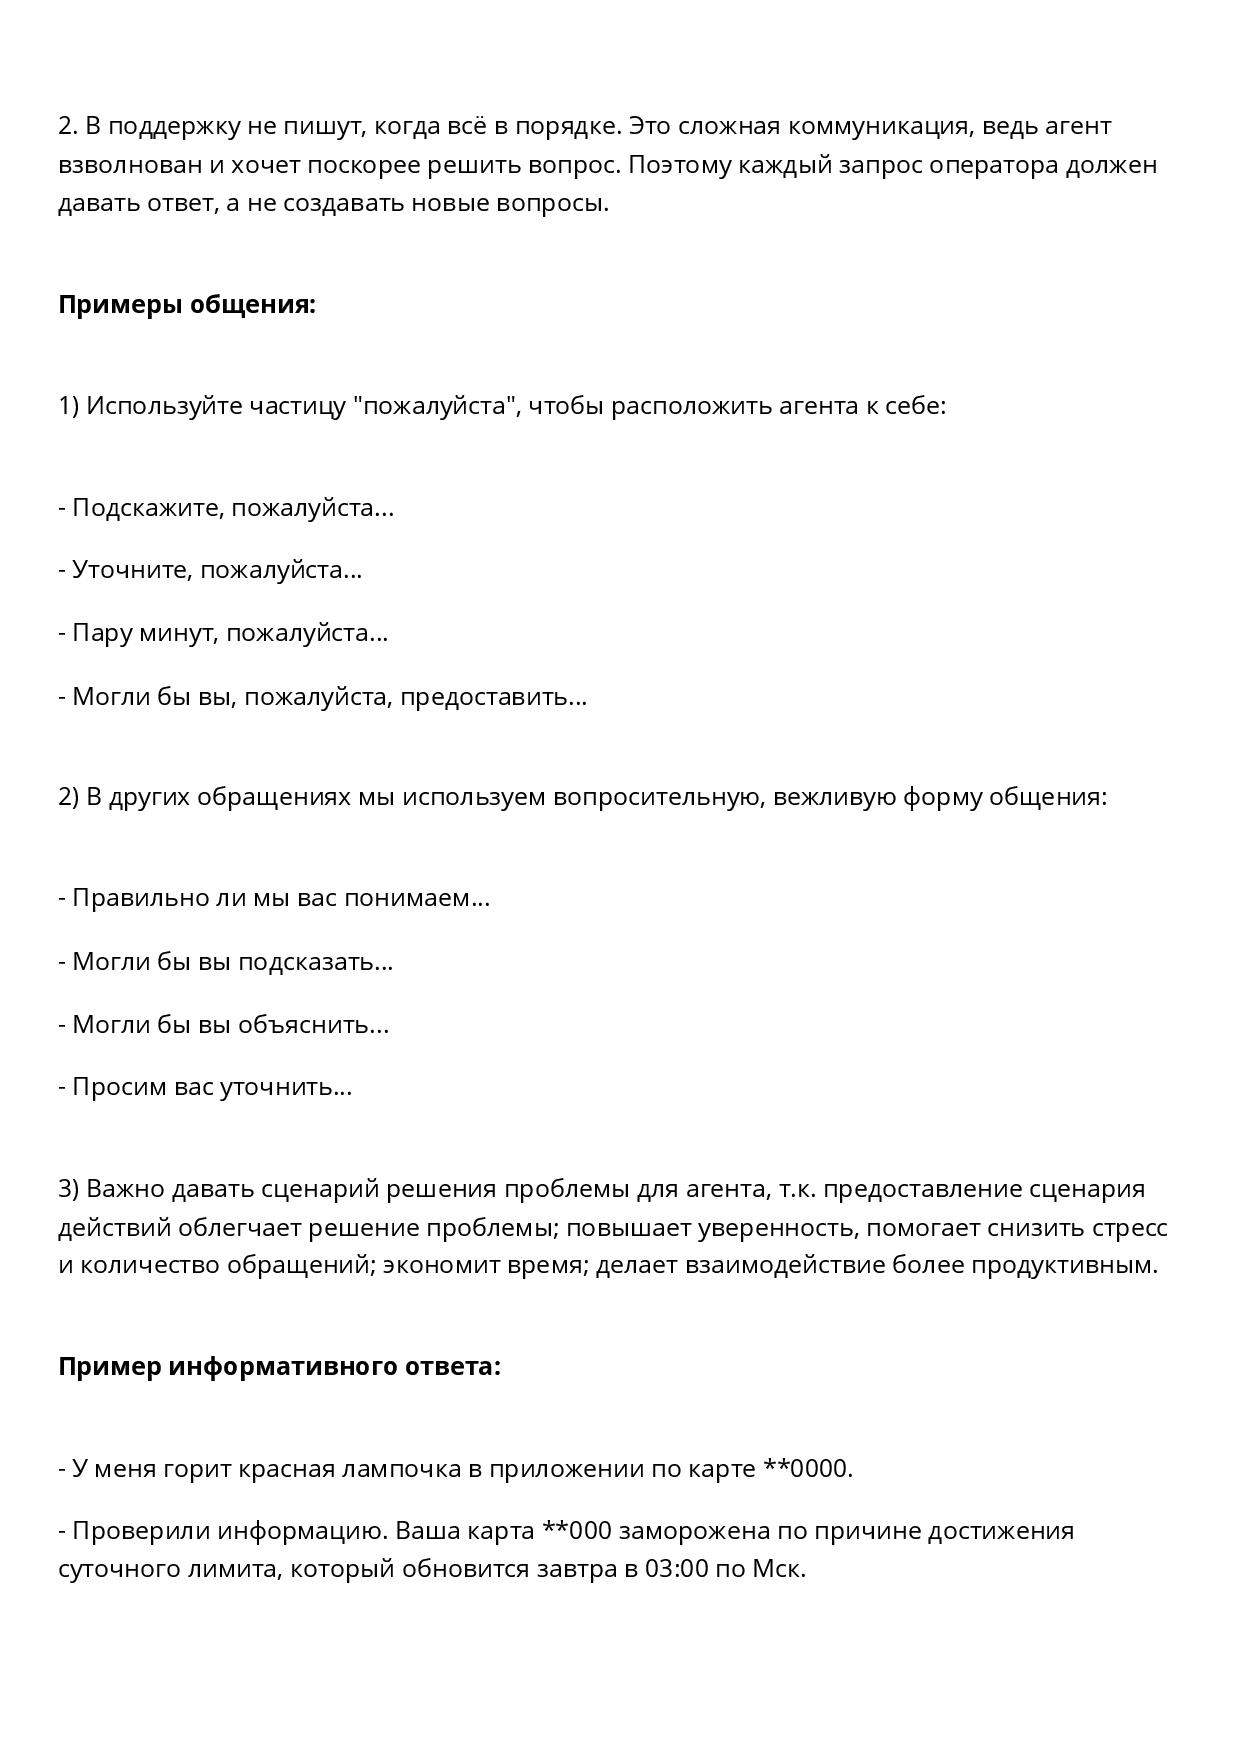 2. В поддержку не пишут, когда всё в порядке. Это сложная коммуникация, ведь агент
взволнован и хочет поскорее решить вопрос. Поэтому каждый запрос оператора должен
давать ответ, а не создавать новые вопросы.
Примеры общения:
1) Используйте частицу "пожалуйста", чтобы расположить агента к себе:
- Подскажите, пожалуйста...
- Уточните, пожалуйста...
- Пару минут, пожалуйста...
- Могли бы вы, пожалуйста, предоставить...
2) В других обращениях мы используем вопросительную, вежливую форму общения:
- Правильно ли мы вас понимаем...
- Могли бы вы подсказать...
- Могли бы вы объяснить...
- Просим вас уточнить...
3) Важно давать сценарий решения проблемы для агента, т.к. предоставление сценария
действий облегчает решение проблемы; повышает уверенность, помогает снизить стресс
и количество обращений; экономит время; делает взаимодействие более продуктивным.
Пример информативного ответа:
- У меня горит красная лампочка в приложении по карте **0000.
- Проверили информацию. Ваша карта **000 заморожена по причине достижения
суточного лимита, который обновится завтра в 03:00 по Мск.